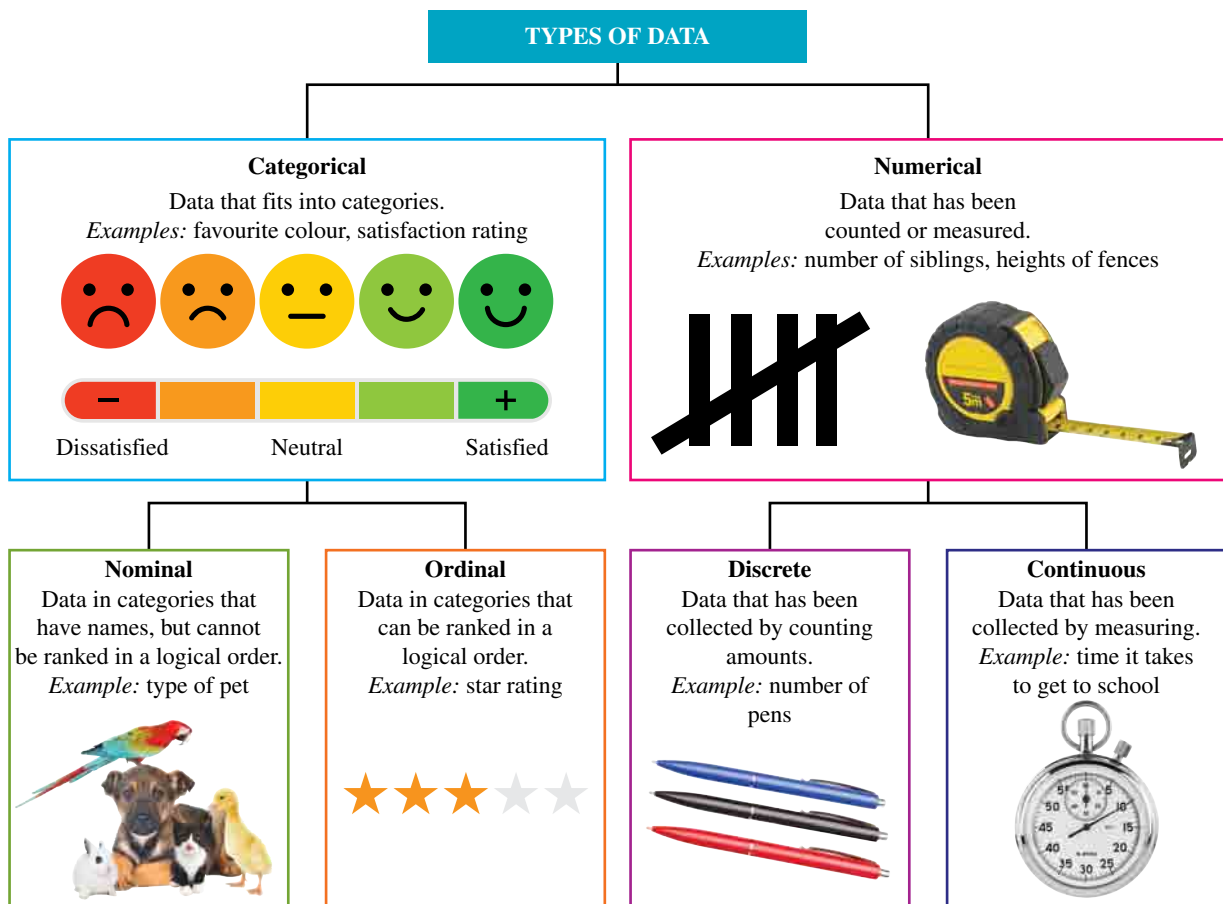 TYPES OF DATA
Categorical
Data that fits into categories.
Examples: favourite colour, satisfaction rating
Dissatisfied
Neutral
Satisfied
Numerical
Data that has been
counted or measured.
Examples: number of siblings, heights of fences
5m
Nominal
Data in categories that
have names, but cannot
be ranked in a logical order.
Example: type of pet
Ordinal
Data in categories that
can be ranked in a
logical order.
Example: star rating
Discrete
Data that has been
collected by counting
amounts.
Example: number of
pens
Continuous
Data that has been
collected by measuring.
Example: time it takes
to get to school
5
10
15
20
25
30
35
40
45
50